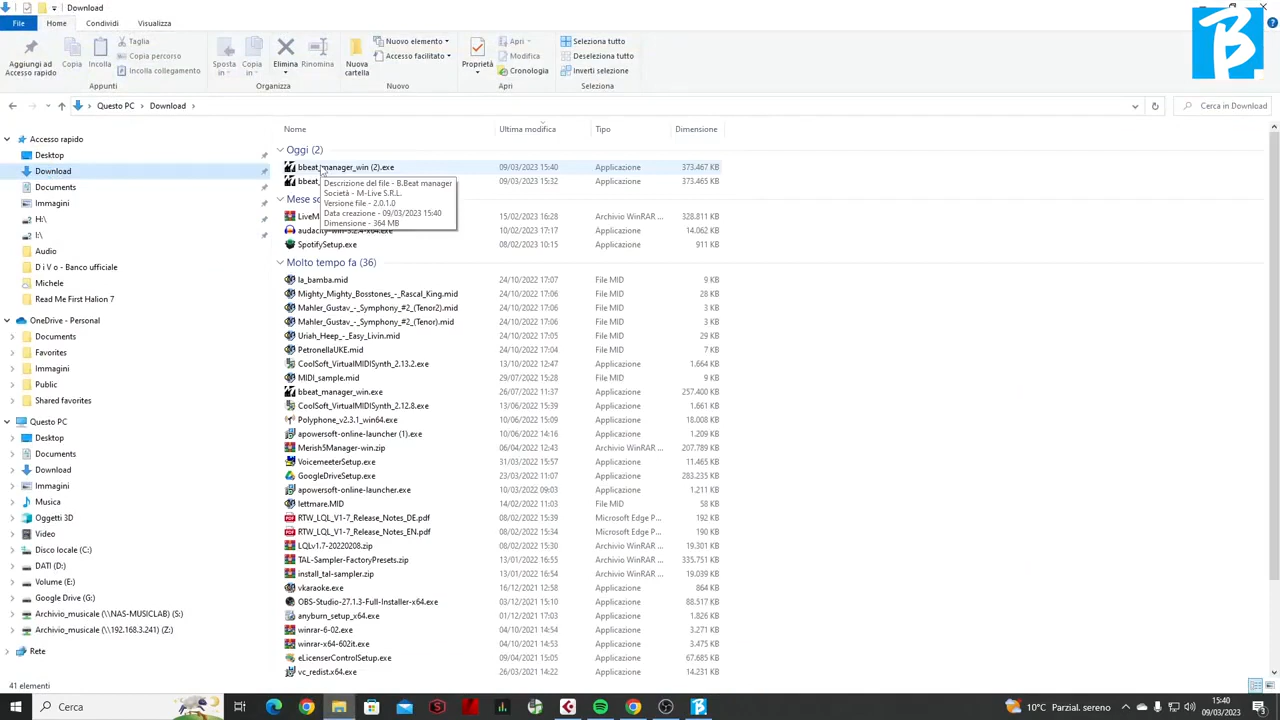 Download
File
Home
Condividi
Visualizza
Aggiungi ad
Accesso rapido
Copia
Incolla
Taglia
Copia percorso
Incolla collegamento
Appunti
Sposta
in
Copia
in
Elimina
Rinomina
Organizza
Nuova
cartella
Nuovo elemento
Accesso facilitato
Nuovo
Proprietà
Apri
Modifica
Cronologia
Apri
Seleziona tutto
Deseleziona tutto
Inverti selezione
Seleziona
Questo PC > Download >
Cerca in Download
Nome Ultima modifica Tipo Dimensione
Accesso rapido
Desktop
Download
Documents
Immagini
H:\
I:\
Audio
D i V o - Banco ufficiale
Michele
Read Me First Halion 7
OneDrive - Personal
Documents
Favorites
Immagini
Public
Shared favorites
Questo PC
Desktop
Documents
Download
Immagini
Musica
Oggetti 3D
Video
Disco locale (C:)
DATI (D:)
Volume (E:)
Google Drive (G:)
Archivio_musicale (\\NAS-MUSICLAB) (S:)
Archivio_musicale (\\192.168.3.241) (Z:)
Rete
Oggi (2)
bbeat_manager_win (2).exe 09/03/2023 15:40 Applicazione 373.467 KB
bbeat_ 09/03/2023 15:32 Applicazione 373.465 KB
Descrizione del file - B.Beat manager
Società - M-Live S.R.L.
Versione file - 2.0.1.0
Data creazione - 09/03/2023 15:40
Dimensione - 364 MB
Mese
LiveM 15/02/2023 16:28 Archivio WinRAR ... 328.811 KB
audacity-win-3.2.4-x64.exe 10/02/2023 17:17 Applicazione 14.062 KB
SpotifySetup.exe 08/02/2023 10:15 Applicazione 911 KB
Molto tempo fa (36)
la_bamba.mid 24/10/2022 17:07 File MID 9 KB
Mighty_Mighty_Bosstones_-_Rascal_King.mid 24/10/2022 17:06 File MID 28 KB
Mahler_Gustav_-_Symphony_#2_(Tenor2).mid 24/10/2022 17:06 File MID 3 KB
Mahler_Gustav_-_Symphony_#2_(Tenor).mid 24/10/2022 17:06 File MID 3 KB
Uriah_Heep_-_Easy_Livin.mid 24/10/2022 17:05 File MID 29 KB
PetronellaUKE.mid 24/10/2022 17:04 File MID 7 KB
CoolSoft_VirtualMIDISynth_2.13.2.exe 13/10/2022 12:47 Applicazione 1.664 KB
MIDI_sample.mid 29/07/2022 15:28 File MID 9 KB
bbeat_manager_win.exe 26/07/2022 11:37 Applicazione 257.400 KB
CoolSoft_VirtualMIDISynth_2.12.8.exe 13/06/2022 15:39 Applicazione 1.661 KB
Polyphone_v2.3.1_win64.exe 10/06/2022 15:09 Applicazione 18.008 KB
apowersoft-online-launcher (1).exe 10/06/2022 14:16 Applicazione 1.209 KB
Merish5Manager-win.zip 06/04/2022 12:43 Archivio WinRAR ... 207.789 KB
VoicemeeterSetup.exe 31/03/2022 15:57 Applicazione 11.465 KB
GoogleDriveSetup.exe 23/03/2022 11:07 Applicazione 283.235 KB
apowersoft-online-launcher.exe 10/03/2022 09:03 Applicazione 1.211 KB
lettmare.MID 14/02/2022 11:03 File MID 58 KB
RTW_LQL_V1-7_Release_Notes_DE.pdf 08/02/2022 15:39 Microsoft Edge P... 192 KB
RTW_LQL_V1-7_Release_Notes_EN.pdf 08/02/2022 15:34 Microsoft Edge P... 190 KB
LQLv1.7-20220208.zip 08/02/2022 15:30 Archivio WinRAR ... 19.301 KB
TAL-Sampler-FactoryPresets.zip 13/01/2022 16:55 Archivio WinRAR ... 335.751 KB
install_tal-sampler.zip 13/01/2022 16:54 Archivio WinRAR ... 19.039 KB
vkaraoke.exe 16/12/2021 12:58 Applicazione 864 KB
OBS-Studio-27.1.3-Full-Installer-x64.exe 03/12/2021 15:10 Applicazione 88.517 KB
anyburn_setup_x64.exe 01/12/2021 17:03 Applicazione 1.826 KB
winrar-6-02.exe 04/10/2021 14:54 Applicazione 3.271 KB
winrar-x64-602it.exe 04/10/2021 14:53 Applicazione 3.475 KB
eLicenserControlSetup.exe 09/04/2021 15:05 Applicazione 67.685 KB
vc_redist.x64.exe 26/03/2021 14:22 Applicazione 14.231 KB
41 elementi
Cerca
10°C Parzial. sereno
15:40
09/03/2023